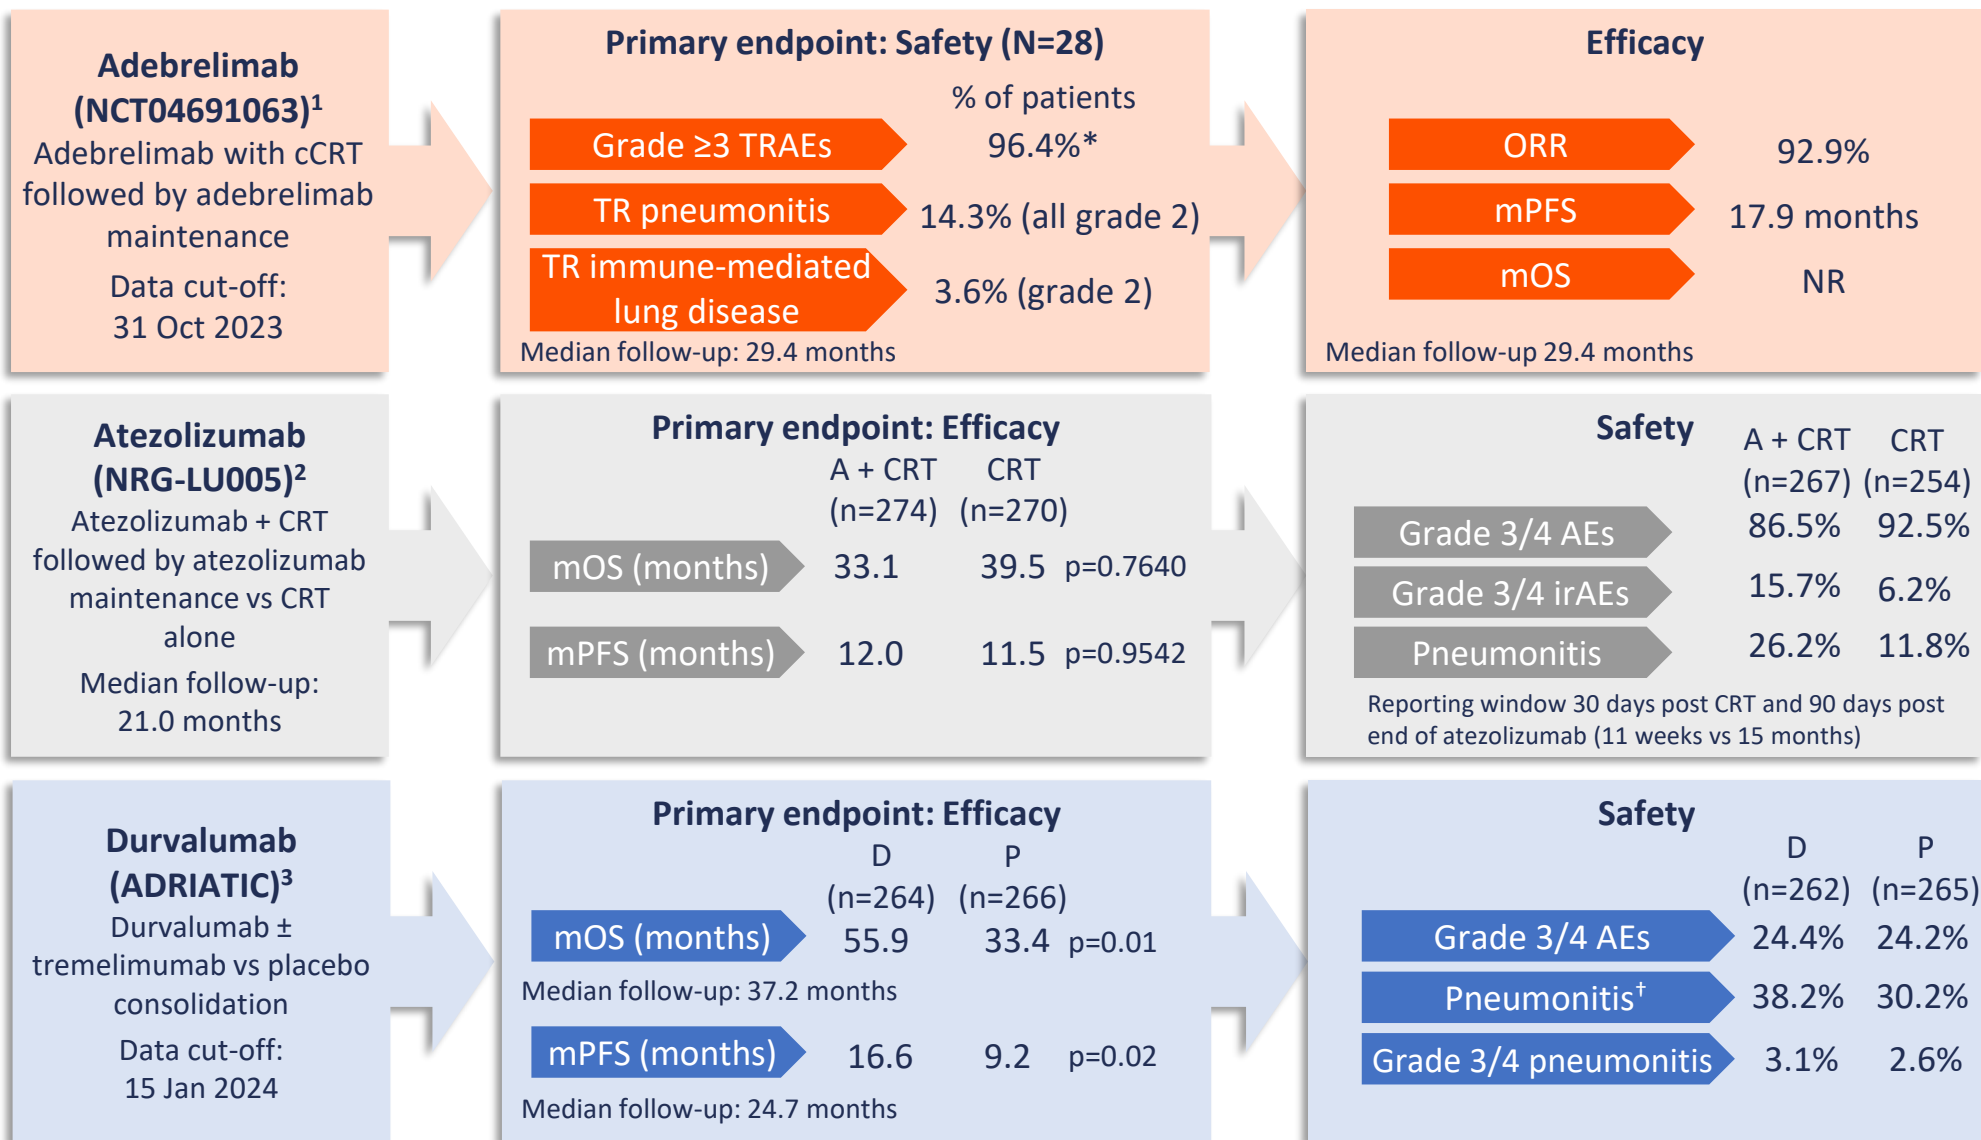 Adebrelimab
(NCT04691063)¹
Adebrelimab with cCRT
followed by adebrelimab
maintenance
Data cut-off:
31 Oct 2023
Primary endpoint: Safety (N=28)
% of patients
Grade ≥3 TRAEs 96.4%*
TR pneumonitis 14.3% (all grade 2)
TR immune-mediated
lung disease 3.6% (grade 2)
Median follow-up: 29.4 months
Efficacy
ORR 92.9%
mPFS 17.9 months
mOS NR
Median follow-up 29.4 months
Atezolizumab
(NRG-LU005)²
Atezolizumab + CRT
followed by atezolizumab
maintenance vs CRT
alone
Median follow-up:
21.0 months
Primary endpoint: Efficacy
A + CRT CRT
(n=274) (n=270)
mOS (months) 33.1 39.5 p=0.7640
mPFS (months) 12.0 11.5 p=0.9542
Safety
A + CRT CRT
(n=267) (n=254)
Grade 3/4 AEs 86.5% 92.5%
Grade 3/4 irAEs 15.7% 6.2%
Pneumonitis 26.2% 11.8%
Reporting window 30 days post CRT and 90 days post
end of atezolizumab (11 weeks vs 15 months)
Durvalumab
(ADRIATIC)³
Durvalumab ±
tremelimumab vs placebo
consolidation
Data cut-off:
15 Jan 2024
Primary endpoint: Efficacy
D P
(n=264) (n=266)
mOS (months) 55.9 33.4 p=0.01
Median follow-up: 37.2 months
mPFS (months) 16.6 9.2 p=0.02
Median follow-up: 24.7 months
Safety
D P
(n=262) (n=265)
Grade 3/4 AEs 24.4% 24.2%
Pneumonitis† 38.2% 30.2%
Grade 3/4 pneumonitis 3.1% 2.6%